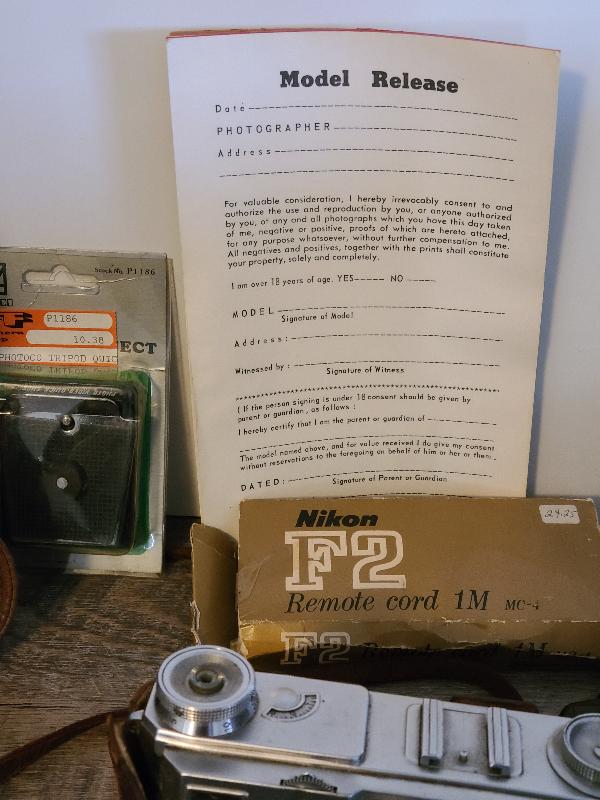 Model Release
Date
PHOTOGRAPHER
Address
For valuable consideration, I hereby irrevocably consent to and
authorize the use and reproduction by you, or anyone authorized
by you, of any and all photographs which you have this day taken
of me, negative or positive, proofs of which are hereto attached,
for any purpose whatsoever, without further compensation to me.
All negatives and positives, together with the prints shall constitute
your property, solely and completely.
I am over 18 years of age. YES------ NO ------
MODEL
Signature of Model
Address:
Witnessed by :
Signature of Witness
( If the person signing is under 18 consent should be given by
parent or guardian , as follows :
I hereby certify that I am the parent or guardian of
The model named above, and for value received I do give my consent
without reservations to the foregoing on behalf of him or her or them.
DATED:
Signature of Parent or Guardian
Stock No. P1186
P1186
10.38
ECT
PHOTOCO TRIPOD QUIC
Nikon
24.25
F2
Remote cord 1M MC-4
F2 Remote cord 1M